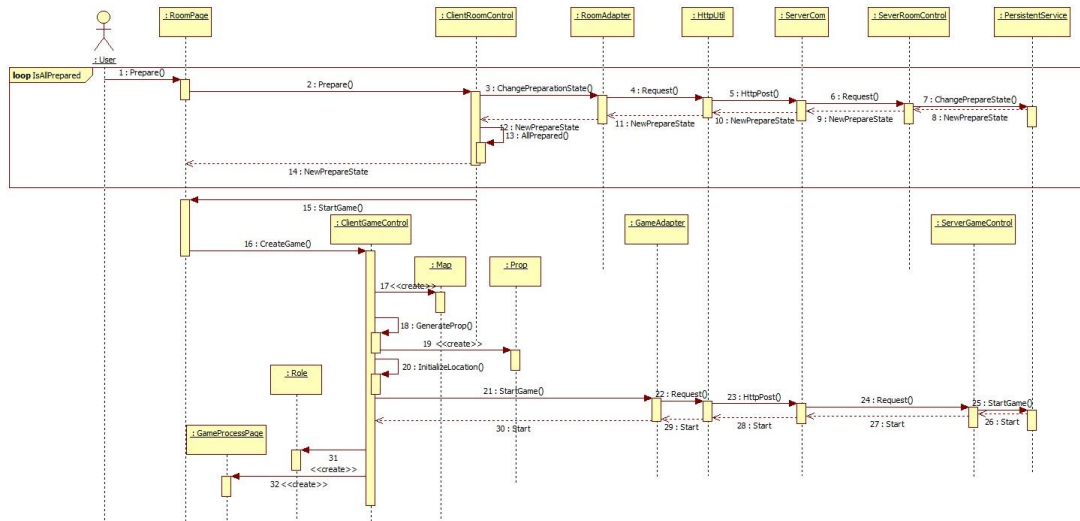 : RoomPage
: ClientRoomControl
: RoomAdapter
: HttpUtil
: ServerCom
: SeverRoomControl
: PersistentService
: User
loop IsAllPrepared
1 : Prepare()
2 : Prepare()
3 : ChangePreparationState()
4 : Request()
5 : HttpPost()
6 : Request()
7 : ChangePrepareState()
8 : NewPrepareState
9 : NewPrepareState
10 : NewPrepareState
11 : NewPrepareState
12 : NewPrepareState
13 : AllPrepared()
14 : NewPrepareState
15 : StartGame()
: ClientGameControl
: GameAdapter
: ServerGameControl
16 : CreateGame()
: Map
: Prop
17 <<create>>
18 : GenerateProp()
19 <<create>>
20 : InitializeLocation()
: Role
21 : StartGame()
22 : Request()
23 : HttpPost()
24 : Request()
25 : StartGame()
26 : Start
27 : Start
28 : Start
29 : Start
30 : Start
: GameProcessPage
31
<<create>>
32 <<create>>